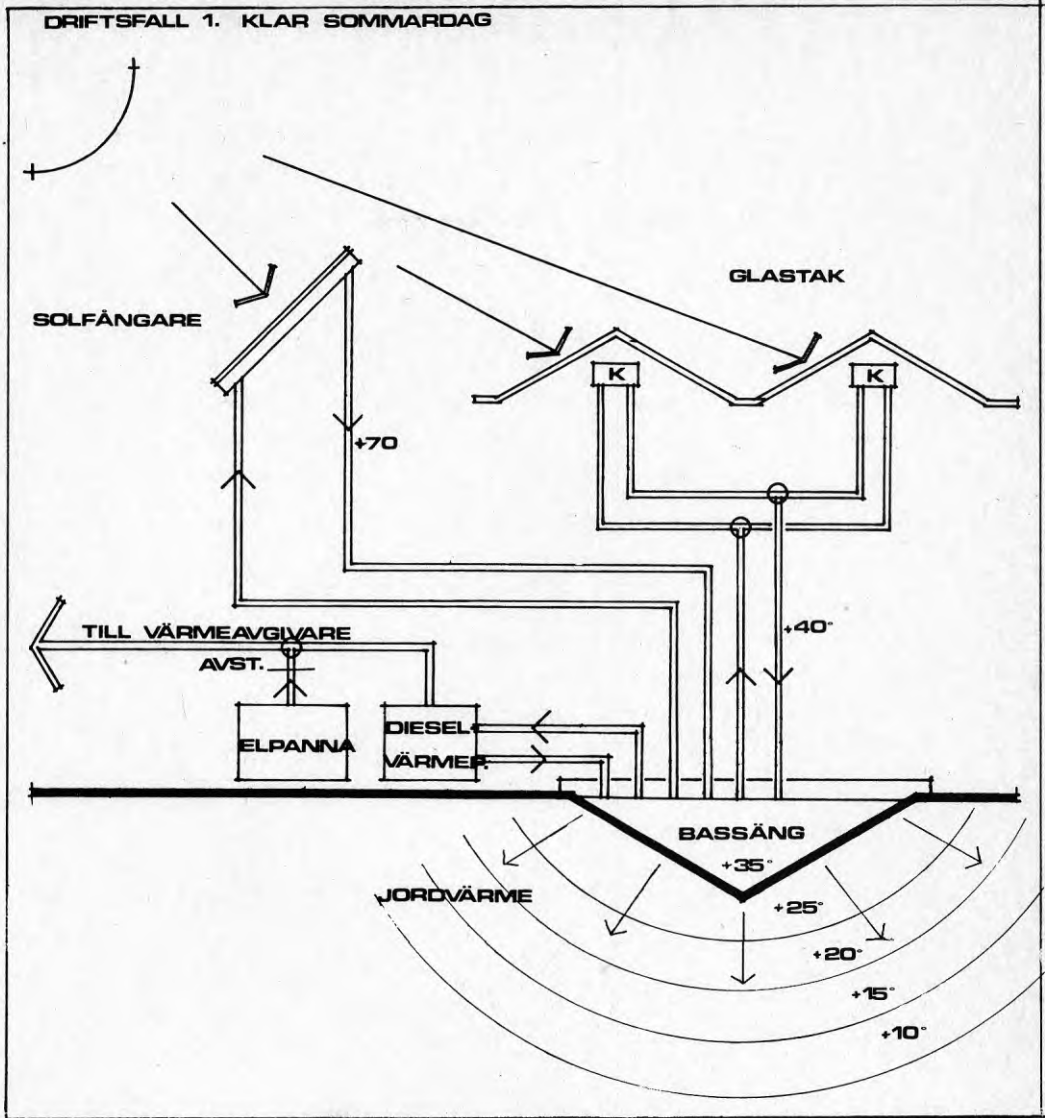 DRIFTSFALL 1. KLAR SOMMARDAG
GLASTAK
SOLFÅNGARE
K
K
+70
+40°
TILL VÄRMEAVGIVARE
AVST.
ELPANNA
DIESEL+
VÄRMEP.
BASSÄNG
+35°
JORDVÄRME
+25°
+20°
+15°
+10°